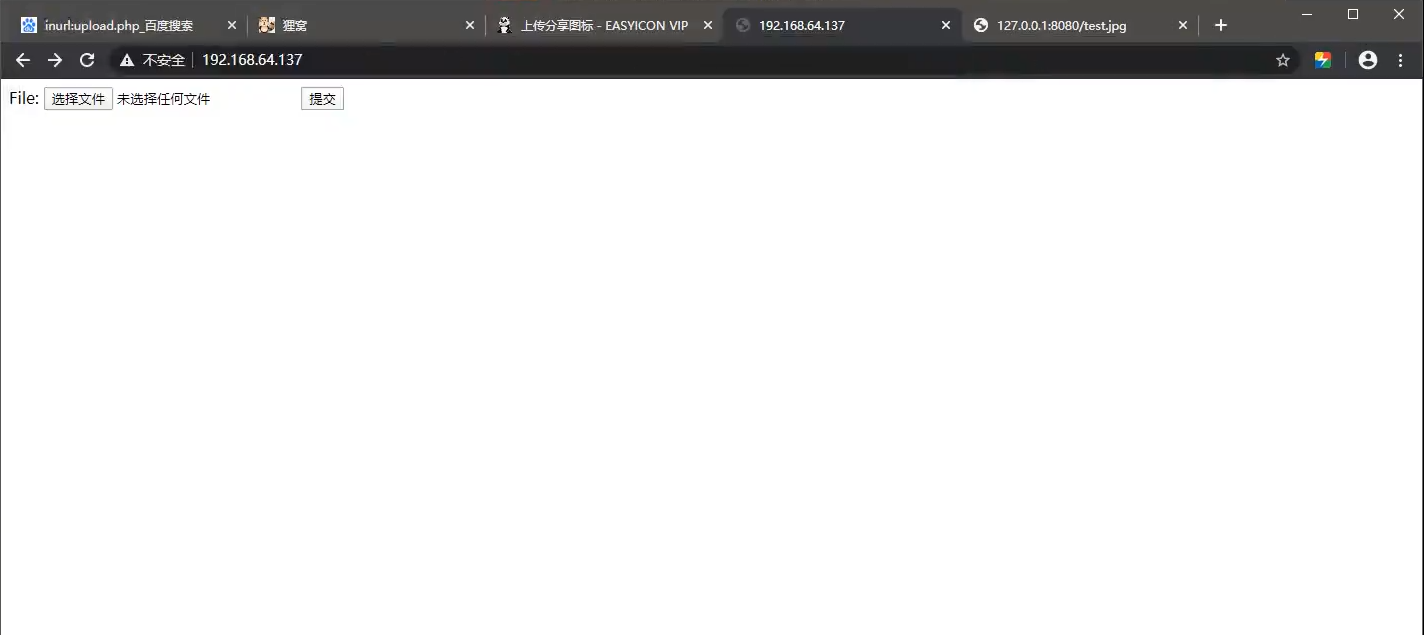 inurl:upload.php_百度搜索
狸窝
上传分享图标 - EASYICON VIP
192.168.64.137
127.0.0.1:8080/test.jpg
不安全 192.168.64.137
File: 选择文件 未选择任何文件 提交